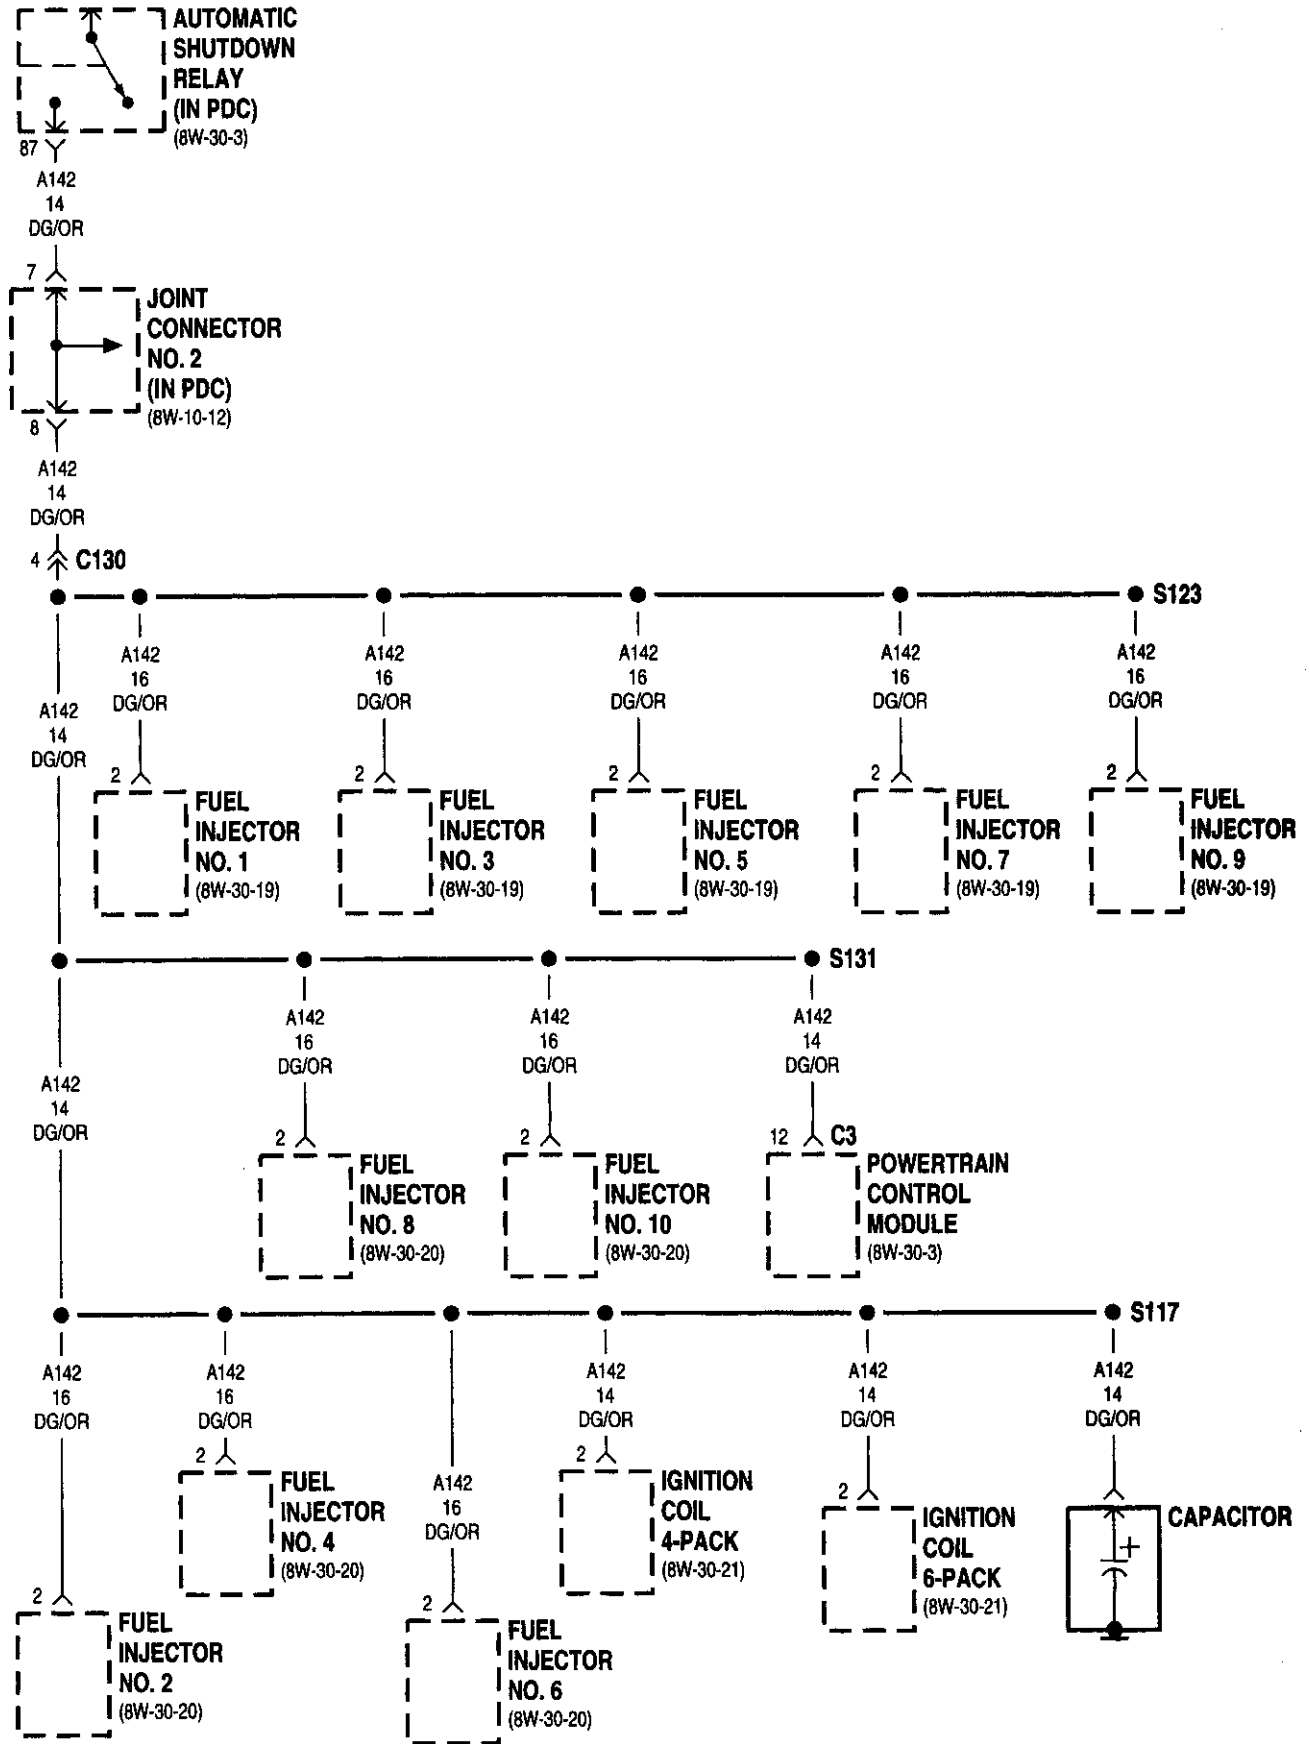 AUTOMATIC
SHUTDOWN
RELAY
(IN PDC)
(8W-30-3)
87
A142
14
DG/OR
7
JOINT
CONNECTOR
NO. 2
(IN PDC)
(8W-10-12)
8
A142
14
DG/OR
4 C130
S123
A142
16
DG/OR
A142
16
DG/OR
A142
16
DG/OR
A142
16
DG/OR
A142
16
DG/OR
A142
14
DG/OR
2
FUEL
INJECTOR
NO. 1
(8W-30-19)
2
FUEL
INJECTOR
NO. 3
(8W-30-19)
2
FUEL
INJECTOR
NO. 5
(8W-30-19)
2
FUEL
INJECTOR
NO. 7
(8W-30-19)
2
FUEL
INJECTOR
NO. 9
(8W-30-19)
S131
A142
16
DG/OR
A142
16
DG/OR
A142
14
DG/OR
A142
14
DG/OR
2
FUEL
INJECTOR
NO. 8
(8W-30-20)
2
FUEL
INJECTOR
NO. 10
(8W-30-20)
12 C3
POWERTRAIN
CONTROL
MODULE
(8W-30-3)
S117
A142
16
DG/OR
A142
16
DG/OR
A142
14
DG/OR
A142
14
DG/OR
A142
14
DG/OR
2
FUEL
INJECTOR
NO. 4
(8W-30-20)
A142
16
DG/OR
2
IGNITION
COIL
4-PACK
(8W-30-21)
2
IGNITION
COIL
6-PACK
(8W-30-21)
CAPACITOR
+
2
FUEL
INJECTOR
NO. 2
(8W-30-20)
2
FUEL
INJECTOR
NO. 6
(8W-30-20)